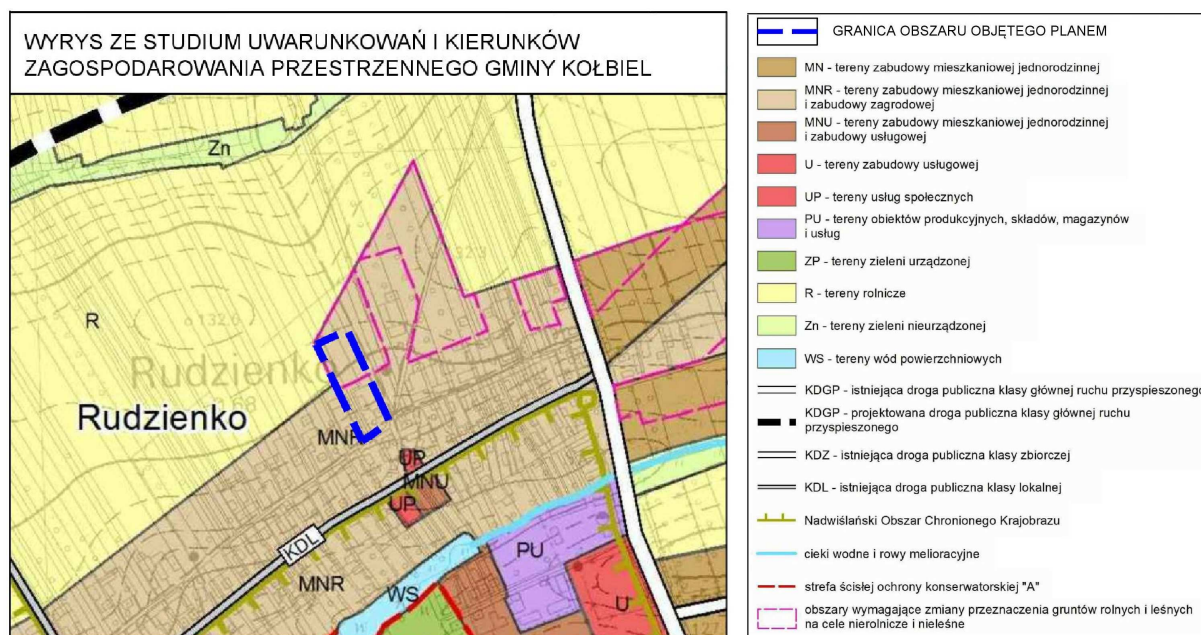 WYRYS ZE STUDIUM UWARUNKOWAŃ I KIERUNKÓW
ZAGOSPODAROWANIA PRZESTRZENNEGO GMINY KOŁBIEL
Zn
132.3
R
132.6
Rudzienko
Rudzienko
MNR
UP
MNU
UP
KDL
PU
MNR
WS
U
127
GRANICA OBSZARU OBJĘTEGO PLANEM
MN - tereny zabudowy mieszkaniowej jednorodzinnej
MNR - tereny zabudowy mieszkaniowej jednorodzinnej
i zabudowy zagrodowej
MNU - tereny zabudowy mieszkaniowej jednorodzinnej
i zabudowy usługowej
U - tereny zabudowy usługowej
UP - tereny usług społecznych
PU - tereny obiektów produkcyjnych, składów, magazynów
i usług
ZP - tereny zieleni urządzonej
R - tereny rolnicze
Zn - tereny zieleni nieurządzonej
WS - tereny wód powierzchniowych
KDGP - istniejąca droga publiczna klasy głównej ruchu przyspieszonego
KDGP - projektowana droga publiczna klasy głównej ruchu
przyspieszonego
KDZ - istniejąca droga publiczna klasy zbiorczej
KDL - istniejąca droga publiczna klasy lokalnej
Nadwiślański Obszar Chronionego Krajobrazu
cieki wodne i rowy melioracyjne
strefa ścisłej ochrony konserwatorskiej "A"
obszary wymagające zmiany przeznaczenia gruntów rolnych i leśnych
na cele nierolnicze i nieleśne